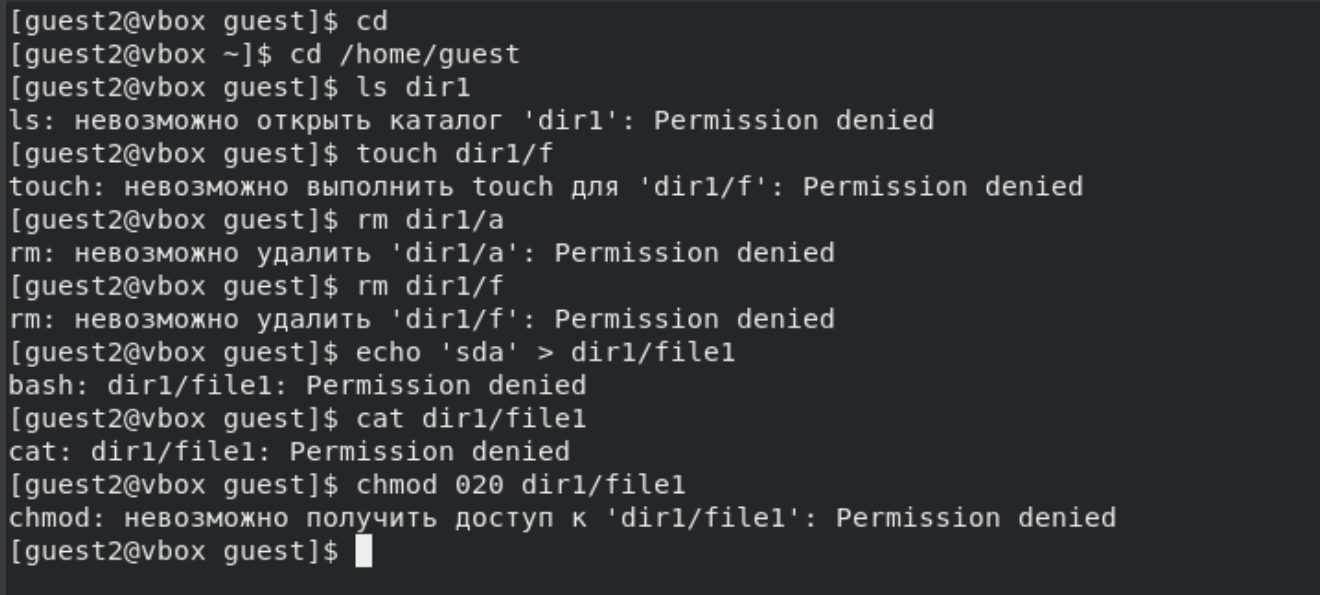 [guest2@vbox guest]$ cd
[guest2@vbox ~]$ cd /home/guest
[guest2@vbox guest]$ ls dir1
ls: невозможно открыть каталог 'dir1': Permission denied
[guest2@vbox guest]$ touch dir1/f
touch: невозможно выполнить touch для 'dir1/f': Permission denied
[guest2@vbox guest]$ rm dir1/a
rm: невозможно удалить 'dir1/a': Permission denied
[guest2@vbox guest]$ rm dir1/f
rm: невозможно удалить 'dir1/f': Permission denied
[guest2@vbox guest]$ echo 'sda' > dir1/file1
bash: dir1/file1: Permission denied
[guest2@vbox guest]$ cat dir1/file1
cat: dir1/file1: Permission denied
[guest2@vbox guest]$ chmod 020 dir1/file1
chmod: невозможно получить доступ к 'dir1/file1': Permission denied
[guest2@vbox guest]$